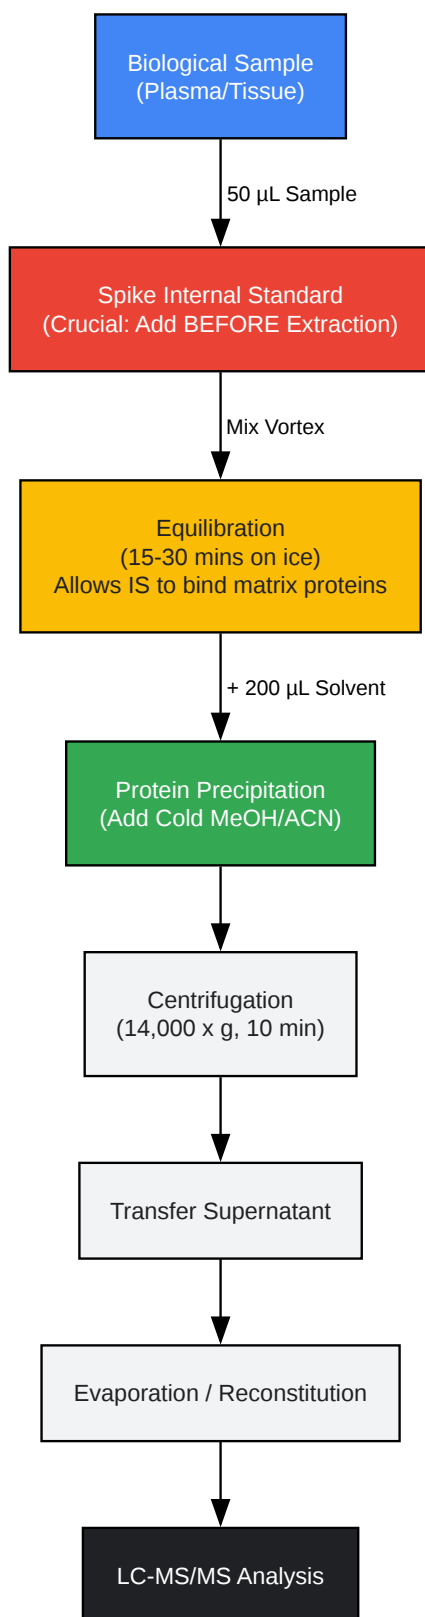 Biological Sample
(Plasma/Tissue)
50 µL Sample
Spike Internal Standard
(Crucial: Add BEFORE Extraction)
Mix Vortex
Equilibration
(15-30 mins on ice)
Allows IS to bind matrix proteins
+ 200 µL Solvent
Protein Precipitation
(Add Cold MeOH/ACN)
Centrifugation
(14,000 x g, 10 min)
Transfer Supernatant
Evaporation / Reconstitution
LC-MS/MS Analysis